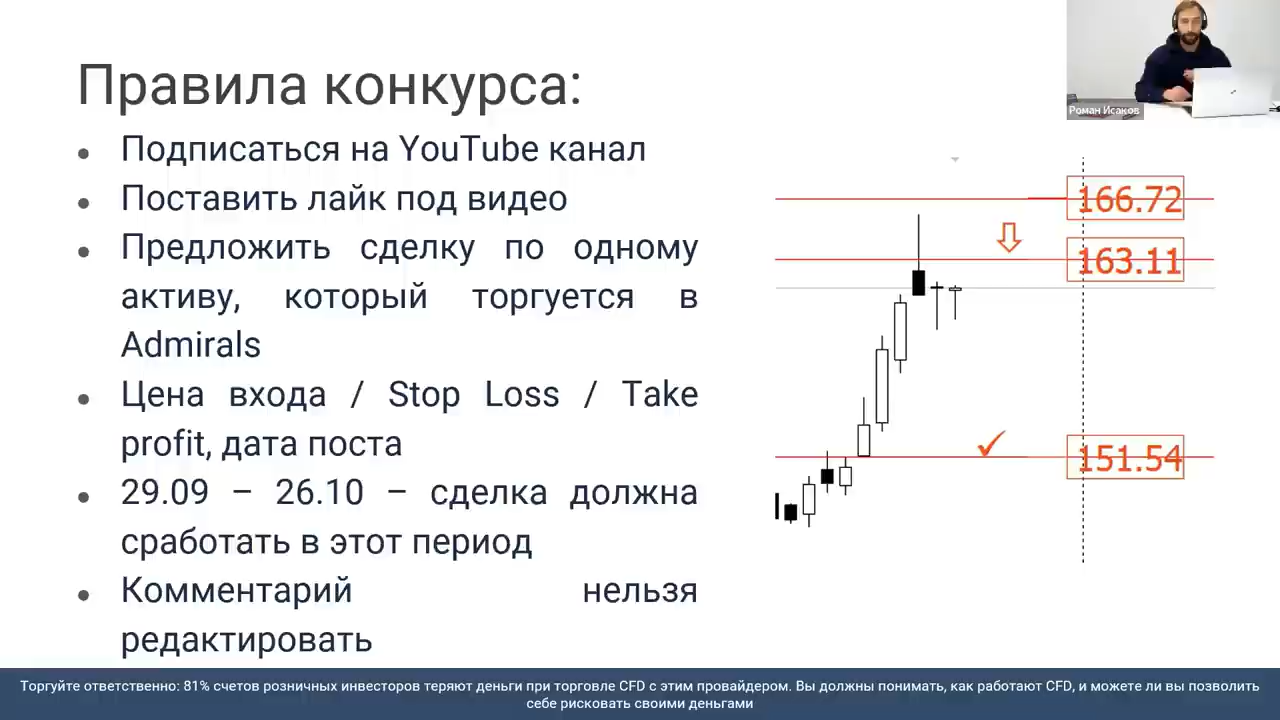 Правила конкурса:
Роман Исаков
• Подписаться на YouTube канал
• Поставить лайк под видео
• Предложить сделку по одному
активу, который торгуется в
Admirals
• Цена входа / Stop Loss / Take
profit, дата поста
• 29.09 – 26.10 – сделка должна
сработать в этот период
• Комментарий нельзя
редактировать
166.72
163.11
151.54
Торгуйте ответственно: 81% счетов розничных инвесторов теряют деньги при торговле CFD с этим провайдером. Вы должны понимать, как работают CFD, и можете ли вы позволить
себе рисковать своими деньгами